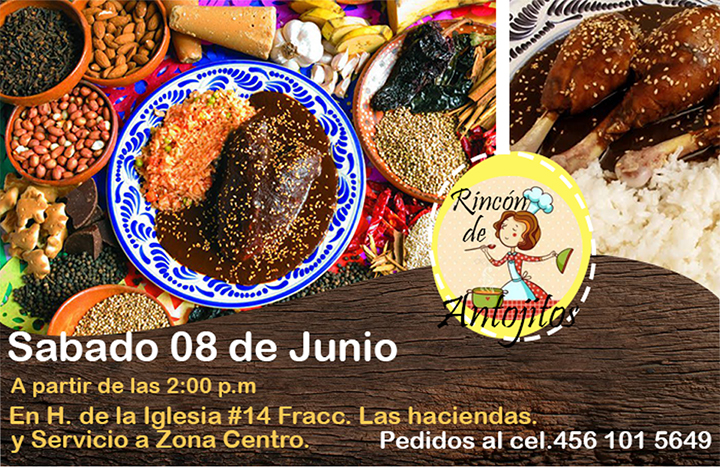 Rincón
de
Antojitos
Sabado 08 de Junio
A partir de las 2:00 p.m
En H. de la Iglesia #14 Fracc. Las haciendas.
y Servicio a Zona Centro.
Pedidos al cel.456 101 5649